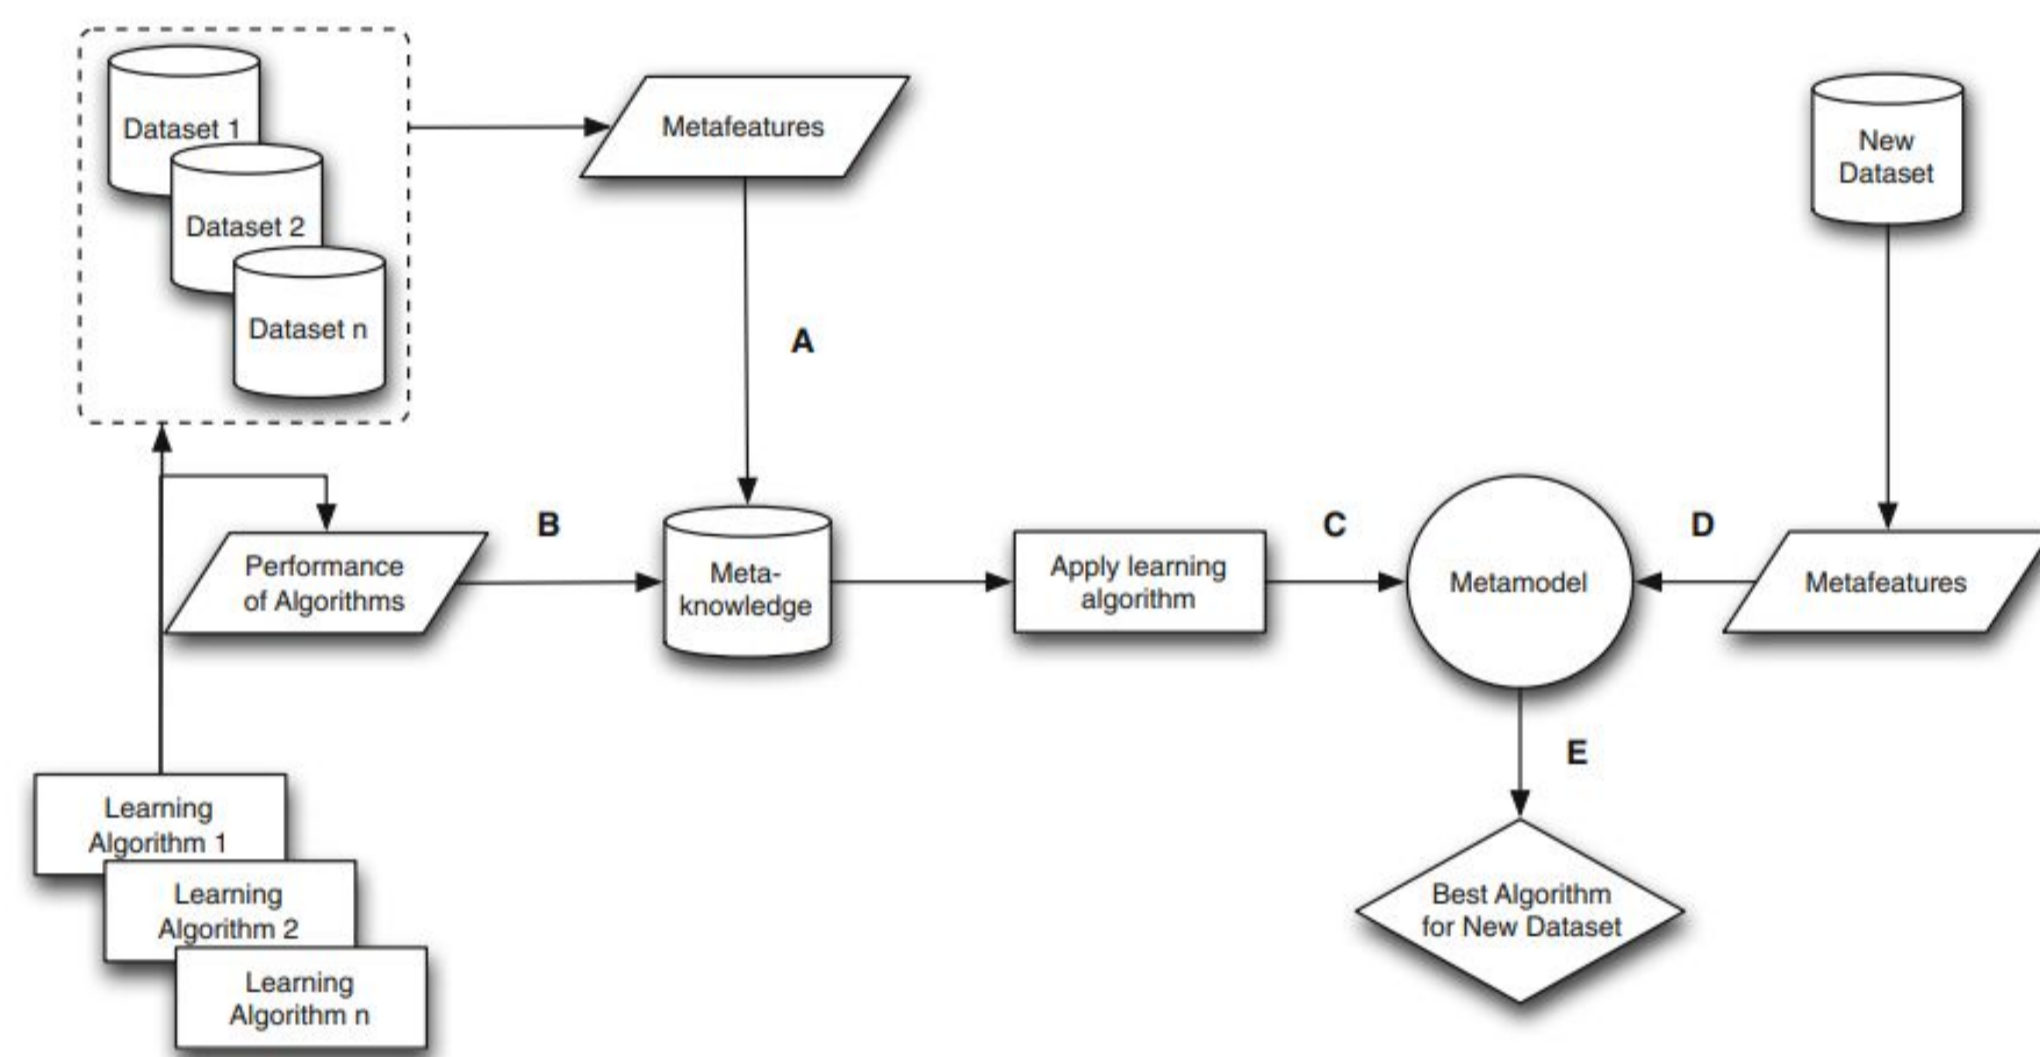 Dataset 1
Dataset 2
Dataset n
Metafeatures
New
Dataset
A
Performance
of Algorithms
B
Meta-
knowledge
Apply learning
algorithm
C
Metamodel
D
Metafeatures
E
Learning
Algorithm 1
Learning
Algorithm 2
Learning
Algorithm n
Best Algorithm
for New Dataset